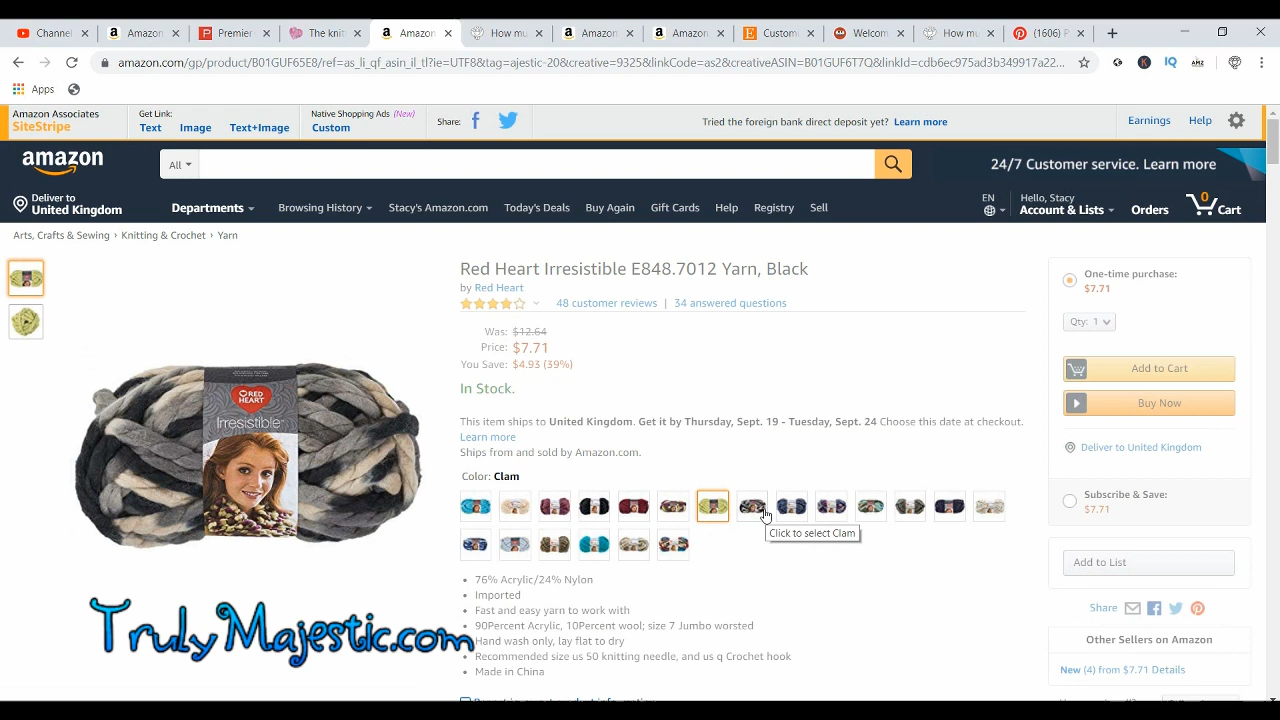 Channel
Amazon
Premier
The knit
Amazon
How mu
Amazon
Amazon
Custom
Welcom
How mu
(1606) P
amazon.com/gp/product/B01GUF65E8/ref=as_li_qf_asin_il_tl?ie=UTF8&tag=ajestic-20&creative=9325&linkCode=as2&creativeASIN=B01GUF6T7Q&linkId=cdb6ec975ad3b349917a22...
Apps
Amazon Associates
SiteStripe
Get Link:
Text Image Text+Image
Native Shopping Ads (New)
Custom
Share:
Tried the foreign bank direct deposit yet? Learn more
Earnings Help
amazon
All
24/7 Customer service. Learn more
Deliver to
United Kingdom
Departments Browsing History Stacy's Amazon.com Today's Deals Buy Again Gift Cards Help Registry Sell
EN
Hello, Stacy
Account & Lists
Orders
0
Cart
Arts, Crafts & Sewing › Knitting & Crochet › Yarn
RED
HEART
Irresistible
Red Heart Irresistible E848.7012 Yarn, Black
by Red Heart
48 customer reviews | 34 answered questions
Was: $12.64
Price: $7.71
You Save: $4.93 (39%)
In Stock.
This item ships to United Kingdom. Get it by Thursday, Sept. 19 - Tuesday, Sept. 24 Choose this date at checkout.
Learn more
Ships from and sold by Amazon.com.
Color: Clam
Click to select Clam
76% Acrylic/24% Nylon
Imported
Fast and easy yarn to work with
90Percent Acrylic, 10Percent wool; size 7 Jumbo worsted
Hand wash only, lay flat to dry
Recommended size us 50 knitting needle, and us q Crochet hook
Made in China
TrulyMajestic.com
One-time purchase:
$7.71
Qty: 1
Add to Cart
Buy Now
Deliver to United Kingdom
Subscribe & Save:
$7.71
Add to List
Share
Other Sellers on Amazon
New (4) from $7.71 Details